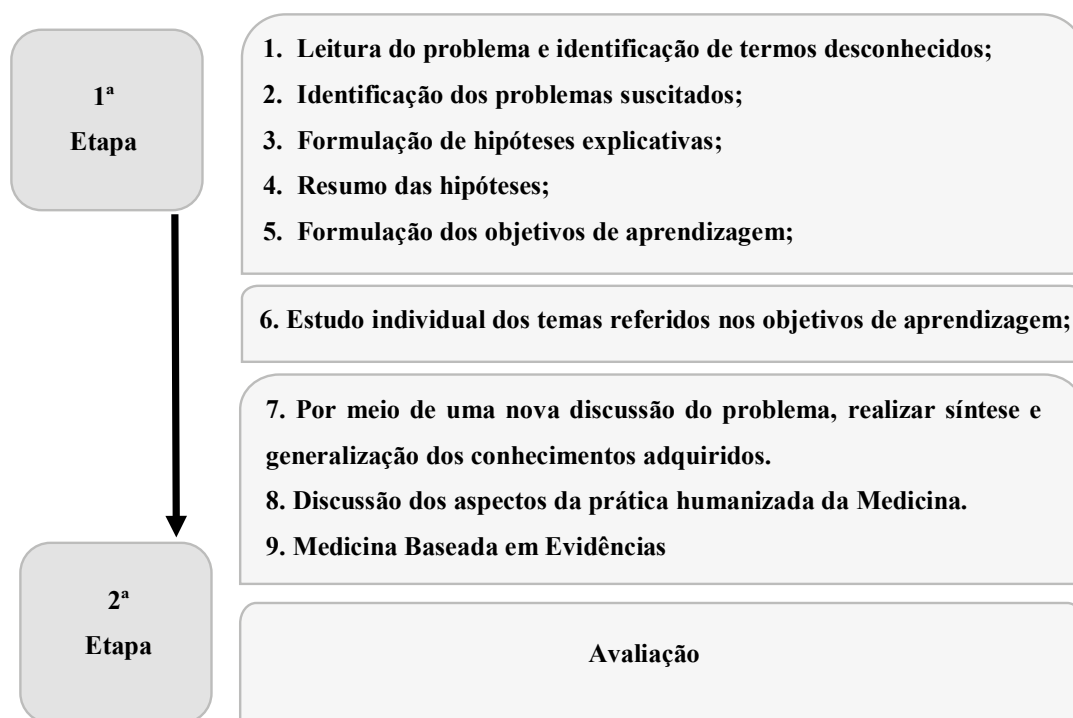 1ª
Etapa
1. Leitura do problema e identificação de termos desconhecidos;
2. Identificação dos problemas suscitados;
3. Formulação de hipóteses explicativas;
4. Resumo das hipóteses;
5. Formulação dos objetivos de aprendizagem;
6. Estudo individual dos temas referidos nos objetivos de aprendizagem;
7. Por meio de uma nova discussão do problema, realizar síntese e
generalização dos conhecimentos adquiridos.
8. Discussão dos aspectos da prática humanizada da Medicina.
9. Medicina Baseada em Evidências
2ª
Etapa
Avaliação